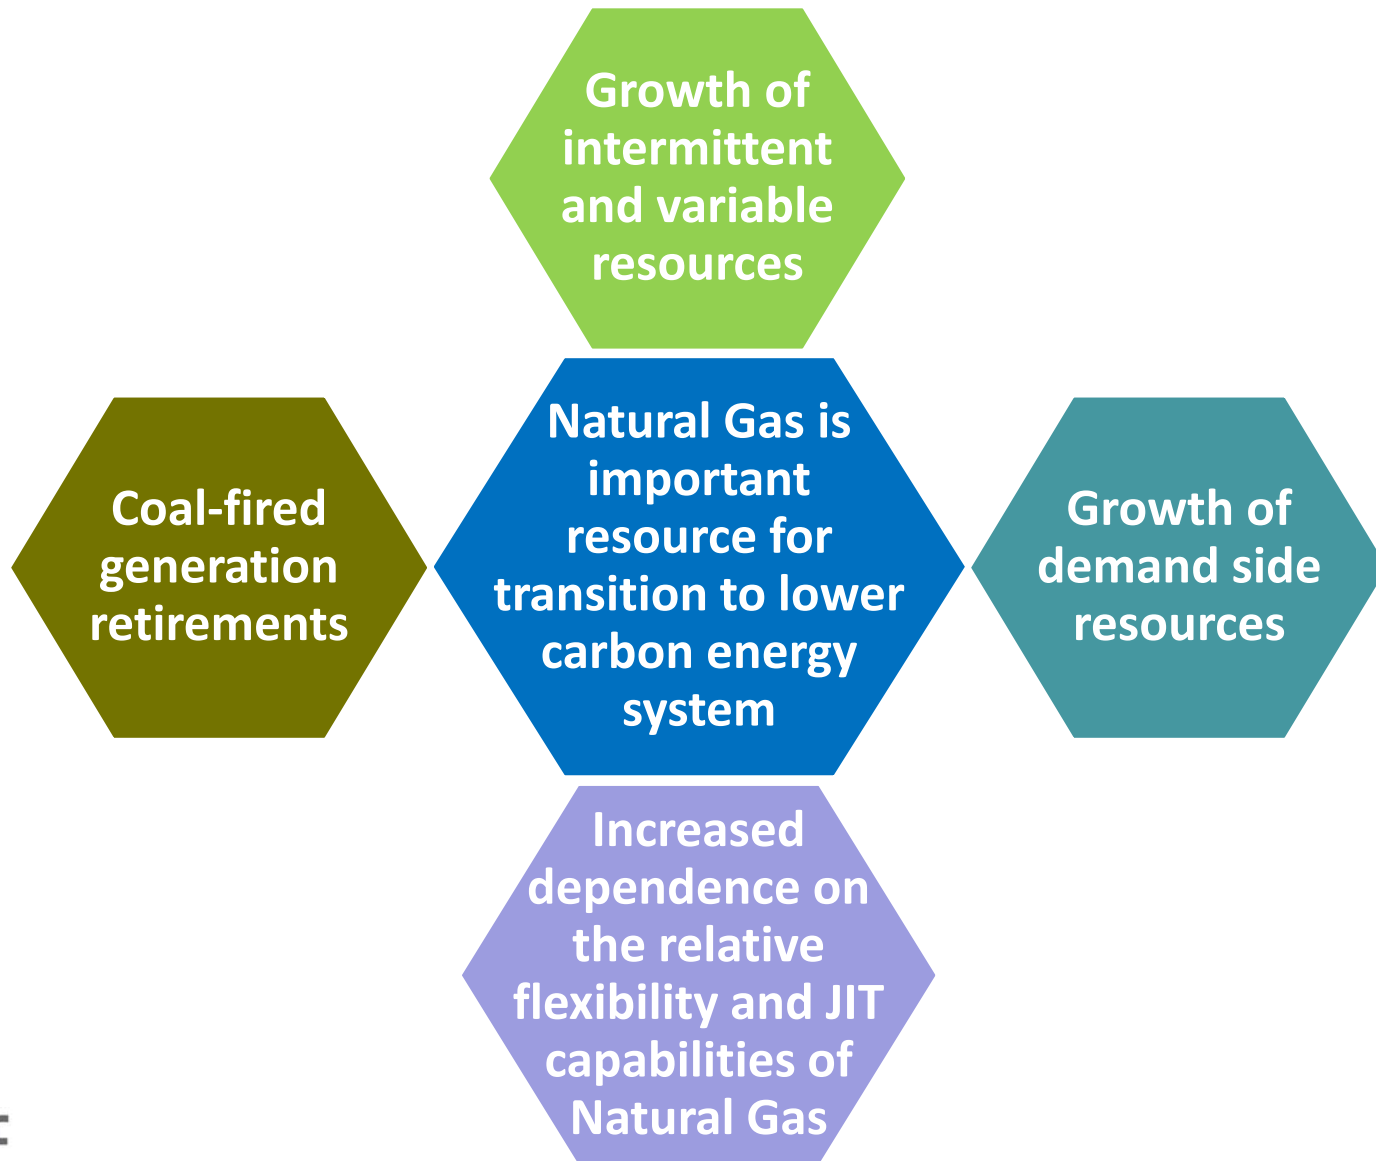 Growth of
intermittent
and variable
resources
Coal-fired
generation
retirements
Natural Gas is
important
resource for
transition to lower
carbon energy
system
Growth of
demand side
resources
Increased
dependence on
the relative
flexibility and JIT
capabilities of
Natural Gas